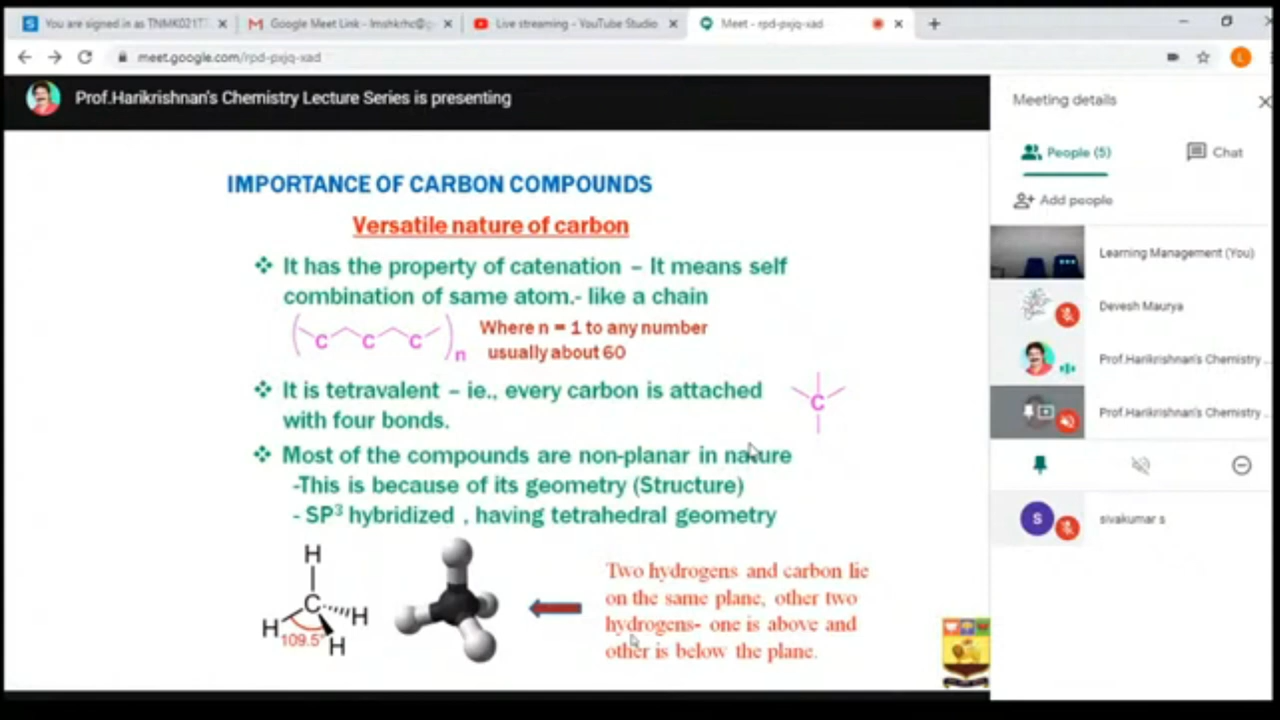 You are signed in as TNMK021T
Gmail Google Meet Link - lmshkrhc@g
Live streaming - YouTube Studio
Meet - rpd-pxjq-xad
meet.google.com/rpd-pxjq-xad
L
Prof.Harikrishnan's Chemistry Lecture Series is presenting
IMPORTANCE OF CARBON COMPOUNDS
Versatile nature of carbon
❖ It has the property of catenation – It means self
combination of same atom.- like a chain
C C C n
Where n = 1 to any number
usually about 60
❖ It is tetravalent – ie., every carbon is attached
with four bonds.
C
❖ Most of the compounds are non-planar in nature
-This is because of its geometry (Structure)
- SP³ hybridized , having tetrahedral geometry
H
C
H
H
109.5°
H
Two hydrogens and carbon lie
on the same plane, other two
hydrogens- one is above and
other is below the plane.
Meeting details
People (5)
Chat
Add people
Learning Management (You)
Devesh Maurya
Prof.Harikrishnan's Chemistry ...
Prof.Harikrishnan's Chemistry ...
S
sivakumar s